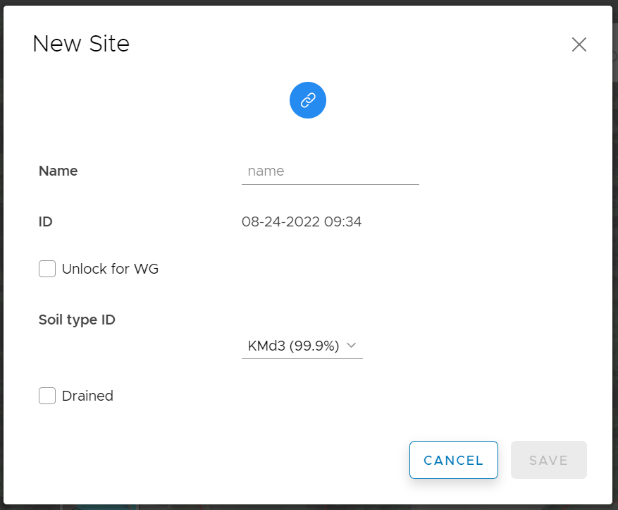 New Site
Name name
ID 08-24-2022 09:34
Unlock for WG
Soil type ID
KMd3 (99.9%)
Drained
CANCEL SAVE